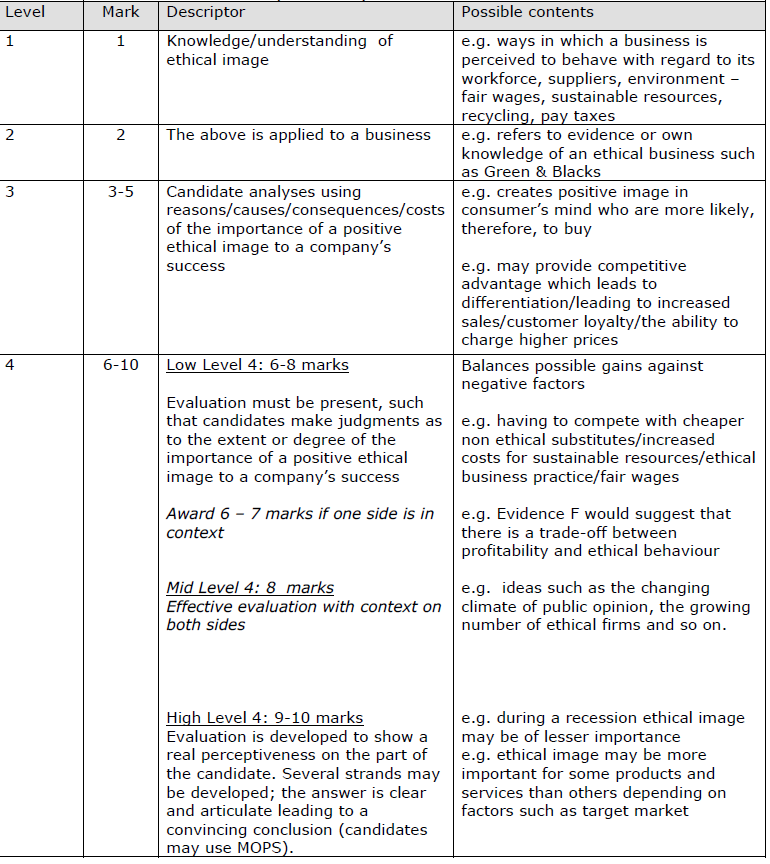 Level Mark Descriptor Possible contents
1 1 Knowledge/understanding of
ethical image
e.g. ways in which a business is
perceived to behave with regard to its
workforce, suppliers, environment –
fair wages, sustainable resources,
recycling, pay taxes
2 2 The above is applied to a business
e.g. refers to evidence or own
knowledge of an ethical business such
as Green & Blacks
3 3-5 Candidate analyses using
reasons/causes/consequences/costs
of the importance of a positive
ethical image to a company's
success
e.g. creates positive image in
consumer's mind who are more likely,
therefore, to buy
e.g. may provide competitive
advantage which leads to
differentiation/leading to increased
sales/customer loyalty/the ability to
charge higher prices
4 6-10 Low Level 4: 6-8 marks
Evaluation must be present, such
that candidates make judgments as
to the extent or degree of the
importance of a positive ethical
image to a company's success
Award 6 – 7 marks if one side is in
context
Mid Level 4: 8 marks
Effective evaluation with context on
both sides
High Level 4: 9-10 marks
Evaluation is developed to show a
real perceptiveness on the part of
the candidate. Several strands may
be developed; the answer is clear
and articulate leading to a
convincing conclusion (candidates
may use MOPS).
Balances possible gains against
negative factors
e.g. having to compete with cheaper
non ethical substitutes/increased
costs for sustainable resources/ethical
business practice/fair wages
e.g. Evidence F would suggest that
there is a trade-off between
profitability and ethical behaviour
e.g. ideas such as the changing
climate of public opinion, the growing
number of ethical firms and so on.
e.g. during a recession ethical image
may be of lesser importance
e.g. ethical image may be more
important for some products and
services than others depending on
factors such as target market